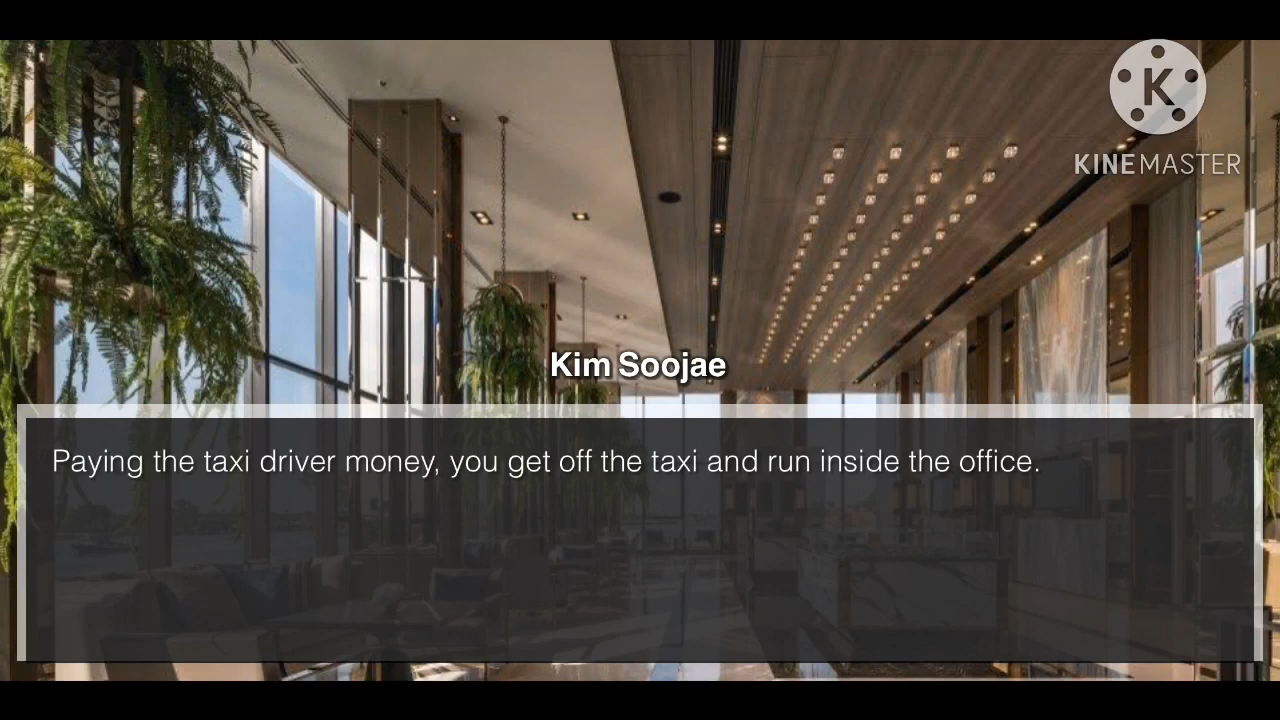 K
KINEMASTER
Kim Soojae
Paying the taxi driver money, you get off the taxi and run inside the office.